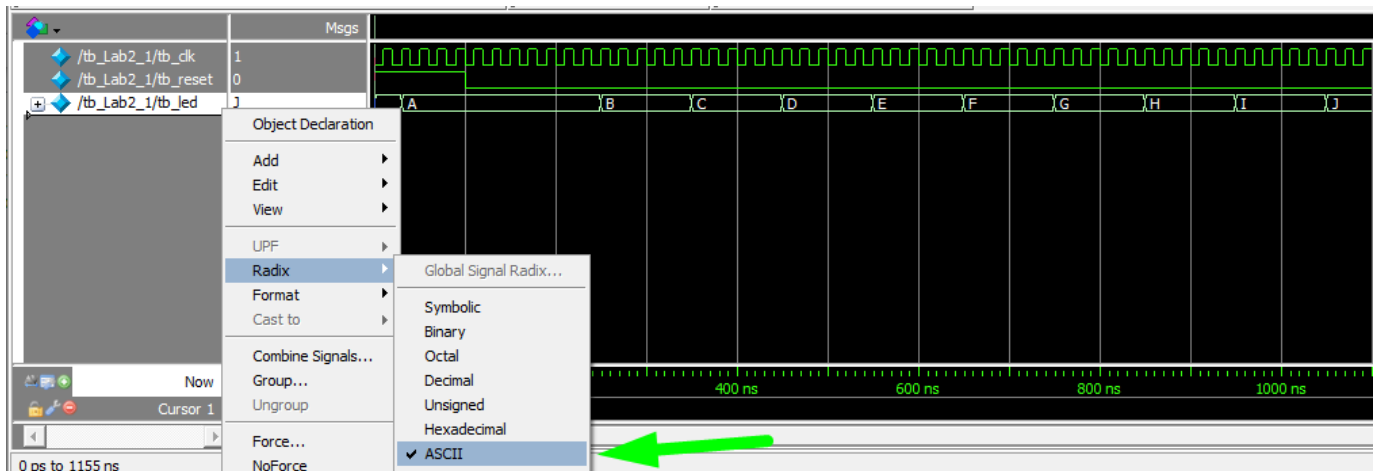 Msgs
/tb_Lab2_1/tb_clk 1
/tb_Lab2_1/tb_reset 0
/tb_Lab2_1/tb_led J
A B C D E F G H I J
Object Declaration
Add
Edit
View
UPF
Radix
Format
Cast to
Combine Signals...
Group...
Ungroup
Force...
NoForce
Global Signal Radix...
Symbolic
Binary
Octal
Decimal
Unsigned
Hexadecimal
ASCII
Now
Cursor 1
400 ns 600 ns 800 ns 1000 ns
0 ps to 1155 ns